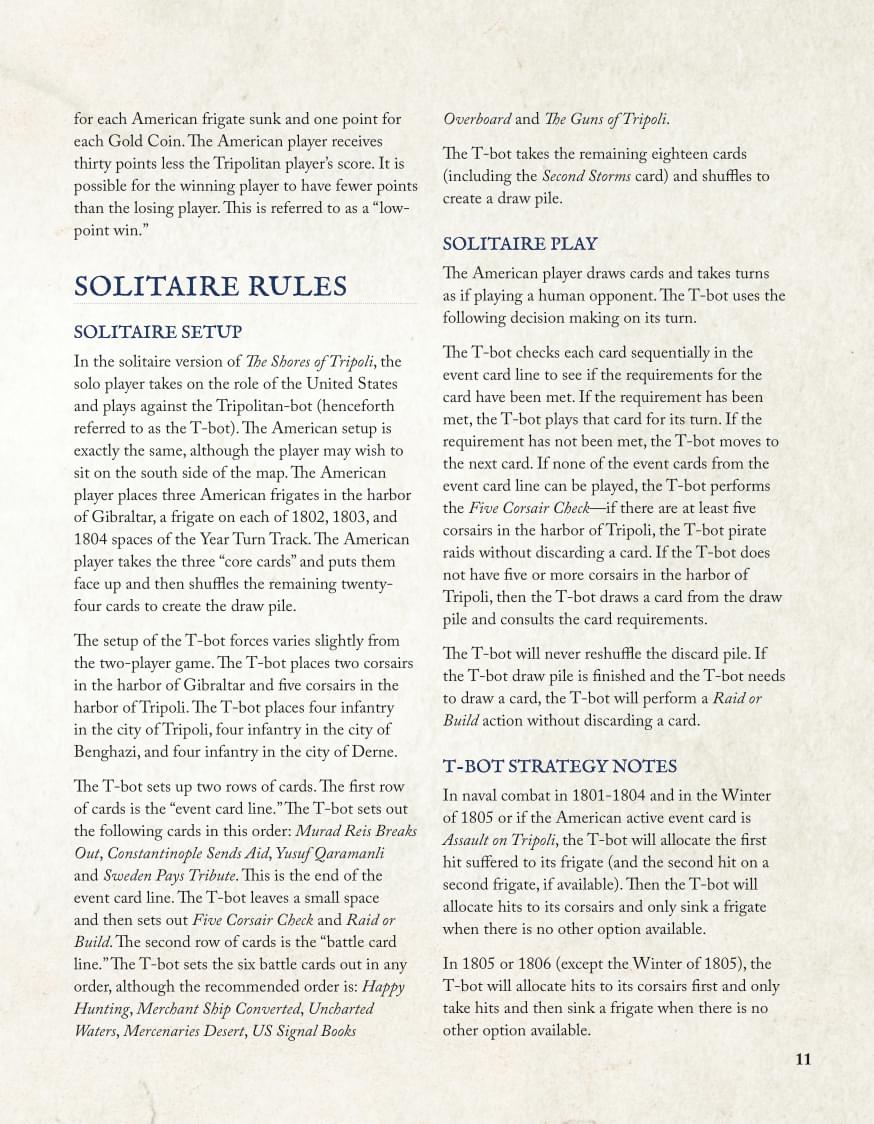 for each American frigate sunk and one point for
each Gold Coin. The American player receives
thirty points less the Tripolitan player's score. It is
possible for the winning player to have fewer points
than the losing player. This is referred to as a “low-
point win.”
SOLITAIRE RULES
SOLITAIRE SETUP
In the solitaire version of The Shores of Tripoli, the
solo player takes on the role of the United States
and plays against the Tripolitan-bot (henceforth
referred to as the T-bot). The American setup is
exactly the same, although the player may wish to
sit on the south side of the map. The American
player places three American frigates in the harbor
of Gibraltar, a frigate on each of 1802, 1803, and
1804 spaces of the Year Turn Track. The American
player takes the three “core cards” and puts them
face up and then shuffles the remaining twenty-
four cards to create the draw pile.
The setup of the T-bot forces varies slightly from
the two-player game. The T-bot places two corsairs
in the harbor of Gibraltar and five corsairs in the
harbor of Tripoli. The T-bot places four infantry
in the city of Tripoli, four infantry in the city of
Benghazi, and four infantry in the city of Derne.
The T-bot sets up two rows of cards. The first row
of cards is the “event card line.” The T-bot sets out
the following cards in this order: Murad Reis Breaks
Out, Constantinople Sends Aid, Yusuf Qaramanli
and Sweden Pays Tribute. This is the end of the
event card line. The T-bot leaves a small space
and then sets out Five Corsair Check and Raid or
Build. The second row of cards is the “battle card
line.” The T-bot sets the six battle cards out in any
order, although the recommended order is: Happy
Hunting, Merchant Ship Converted, Uncharted
Waters, Mercenaries Desert, US Signal Books
Overboard and The Guns of Tripoli.
The T-bot takes the remaining eighteen cards
(including the Second Storms card) and shuffles to
create a draw pile.
SOLITAIRE PLAY
The American player draws cards and takes turns
as if playing a human opponent. The T-bot uses the
following decision making on its turn.
The T-bot checks each card sequentially in the
event card line to see if the requirements for the
card have been met. If the requirement has been
met, the T-bot plays that card for its turn. If the
requirement has not been met, the T-bot moves to
the next card. If none of the event cards from the
event card line can be played, the T-bot performs
the Five Corsair Check—if there are at least five
corsairs in the harbor of Tripoli, the T-bot pirate
raids without discarding a card. If the T-bot does
not have five or more corsairs in the harbor of
Tripoli, then the T-bot draws a card from the draw
pile and consults the card requirements.
The T-bot will never reshuffle the discard pile. If
the T-bot draw pile is finished and the T-bot needs
to draw a card, the T-bot will perform a Raid or
Build action without discarding a card.
T-BOT STRATEGY NOTES
In naval combat in 1801-1804 and in the Winter
of 1805 or if the American active event card is
Assault on Tripoli, the T-bot will allocate the first
hit suffered to its frigate (and the second hit on a
second frigate, if available). Then the T-bot will
allocate hits to its corsairs and only sink a frigate
when there is no other option available.
In 1805 or 1806 (except the Winter of 1805), the
T-bot will allocate hits to its corsairs first and only
take hits and then sink a frigate when there is no
other option available.
11